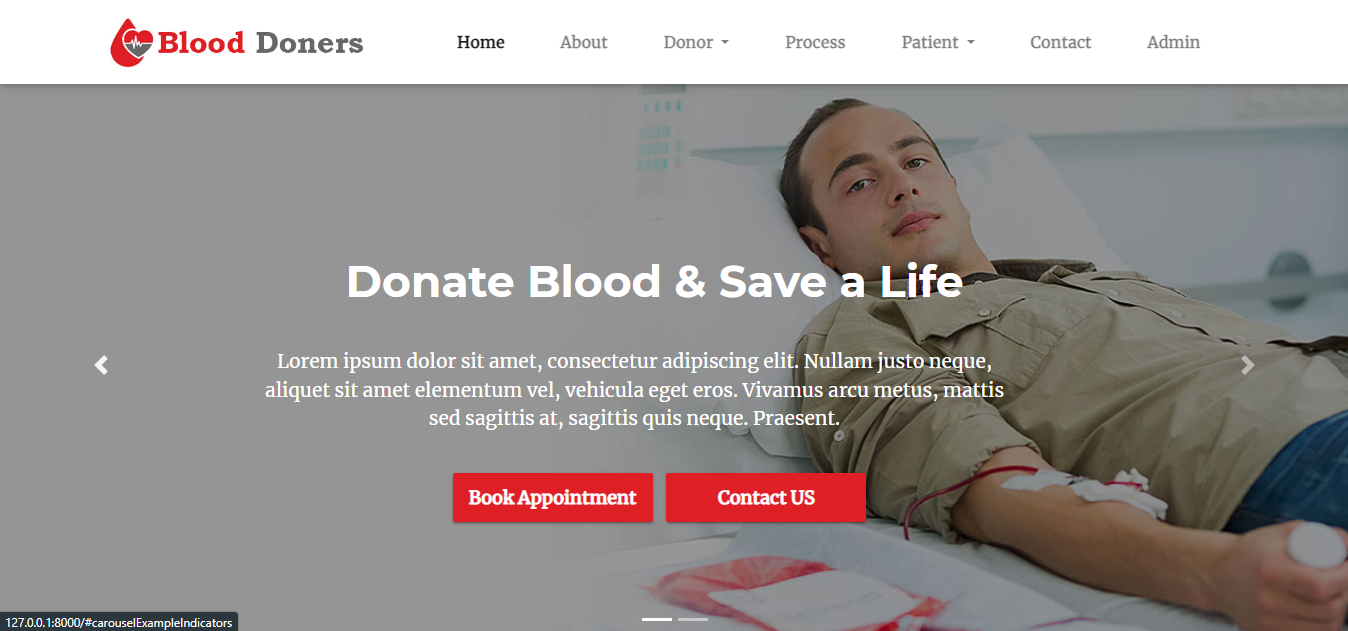 Blood Doners
Home About Donor Process Patient Contact Admin
Donate Blood & Save a Life
Lorem ipsum dolor sit amet, consectetur adipiscing elit. Nullam justo neque,
aliquet sit amet elementum vel, vehicula eget eros. Vivamus arcu metus, mattis
sed sagittis at, sagittis quis neque. Praesent.
Book Appointment Contact US
127.0.0.1:8000/#carouselExampleIndicators